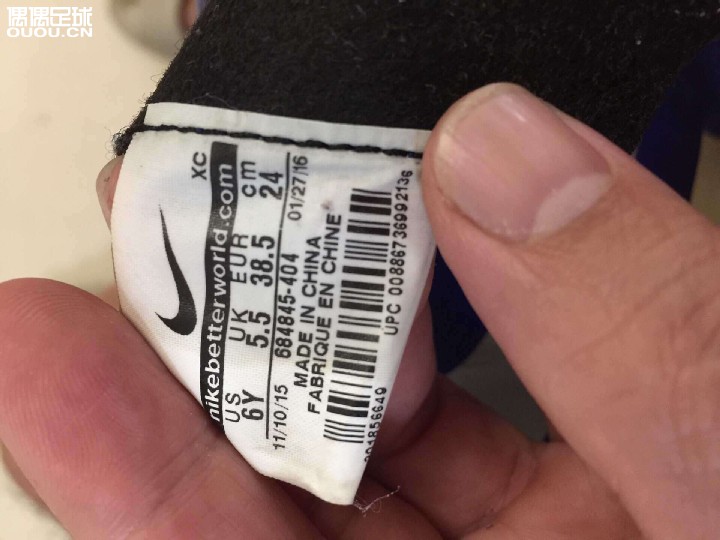 偶偶足球
OUOU.CN
XC
nikebetterworld.com
US UK EUR cm
6Y 5.5 38.5 24
11/10/15 684845-404 01/27/16
MADE IN CHINA
FABRIQUE EN CHINE
UPC 00886736992136